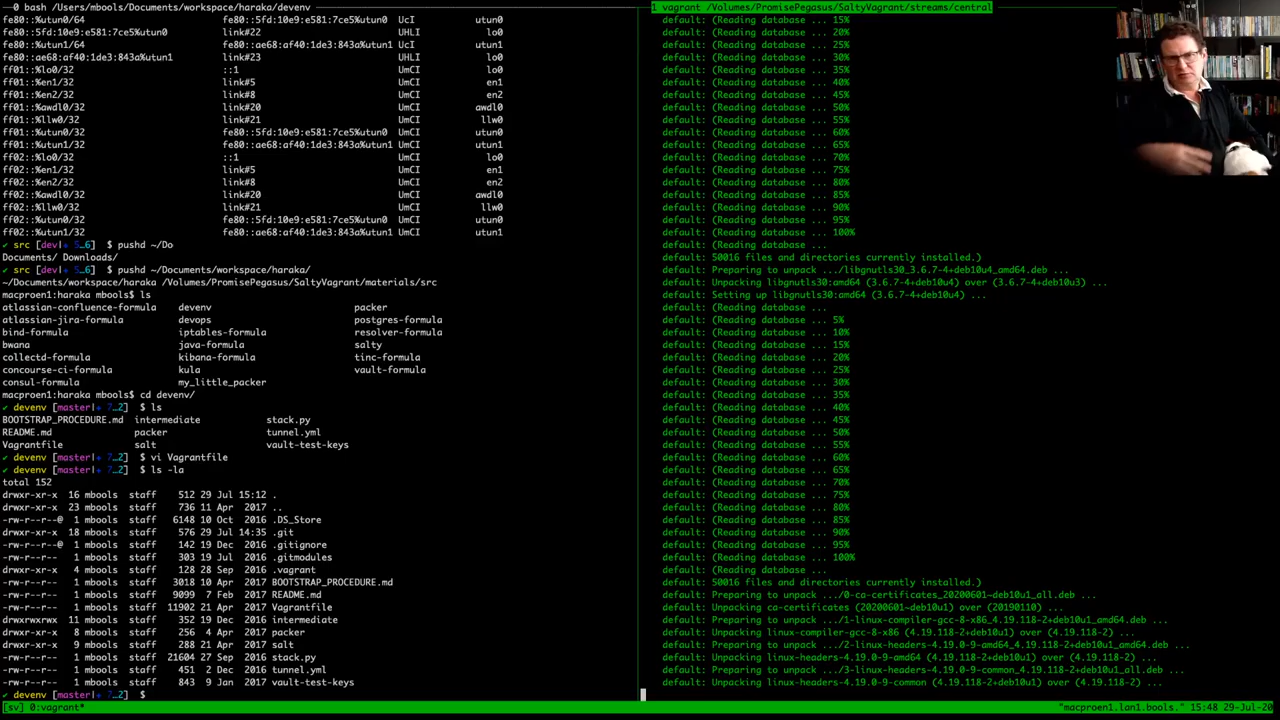 —0 bash /Users/mbools/Documents/workspace/haraka/devenv
fe80::%utun0/64 fe80::5fd:10e9:e581:7ce5%utun0 UcI utun0
fe80::5fd:10e9:e581:7ce5%utun0 link#22 UHLI lo0
fe80::%utun1/64 fe80::ae68:af40:1de3:843a%utun1 UcI utun1
fe80::ae68:af40:1de3:843a%utun1 link#23 UHLI lo0
ff01::%lo0/32 ::1 UmCI lo0
ff01::%en1/32 link#5 UmCI en1
ff01::%en2/32 link#8 UmCI en2
ff01::%awdl0/32 link#20 UmCI awdl0
ff01::%llw0/32 link#21 UmCI llw0
ff01::%utun0/32 fe80::5fd:10e9:e581:7ce5%utun0 UmCI utun0
ff01::%utun1/32 fe80::ae68:af40:1de3:843a%utun1 UmCI utun1
ff02::%lo0/32 ::1 UmCI lo0
ff02::%en1/32 link#5 UmCI en1
ff02::%en2/32 link#8 UmCI en2
ff02::%awdl0/32 link#20 UmCI awdl0
ff02::%llw0/32 link#21 UmCI llw0
ff02::%utun0/32 fe80::5fd:10e9:e581:7ce5%utun0 UmCI utun0
ff02::%utun1/32 fe80::ae68:af40:1de3:843a%utun1 UmCI utun1
✔ src [dev|✚ 5…6] $ pushd ~/Do
Documents/ Downloads/
✔ src [dev|✚ 5…6] $ pushd ~/Documents/workspace/haraka/
~/Documents/workspace/haraka /Volumes/PromisePegasus/SaltyVagrant/materials/src
macproen1:haraka mbools$ ls
atlassian-confluence-formula devenv packer
atlassian-jira-formula devops postgres-formula
bind-formula iptables-formula resolver-formula
bwana java-formula salty
collectd-formula kibana-formula tinc-formula
concourse-ci-formula kula vault-formula
consul-formula my_little_packer
macproen1:haraka mbools$ cd devenv/
✔ devenv [master|✚ 7…2] $ ls
BOOTSTRAP_PROCEDURE.md intermediate stack.py
README.md packer tunnel.yml
Vagrantfile salt vault-test-keys
✔ devenv [master|✚ 7…2] $ vi Vagrantfile
✔ devenv [master|✚ 7…2] $ ls -la
total 152
drwxr-xr-x 16 mbools staff 512 29 Jul 15:12 .
drwxr-xr-x 23 mbools staff 736 11 Apr 2017 ..
-rw-r--r--@ 1 mbools staff 6148 10 Oct 2016 .DS_Store
drwxr-xr-x 18 mbools staff 576 29 Jul 14:35 .git
-rw-r--r--@ 1 mbools staff 142 19 Dec 2016 .gitignore
-rw-r--r-- 1 mbools staff 303 19 Jul 2016 .gitmodules
drwxr-xr-x 4 mbools staff 128 28 Sep 2016 .vagrant
-rw-r--r-- 1 mbools staff 3018 10 Apr 2017 BOOTSTRAP_PROCEDURE.md
-rw-r--r-- 1 mbools staff 9099 7 Feb 2017 README.md
-rw-r--r-- 1 mbools staff 11902 21 Apr 2017 Vagrantfile
drwxrwxrwx 11 mbools staff 352 19 Dec 2016 intermediate
drwxr-xr-x 8 mbools staff 256 4 Apr 2017 packer
drwxr-xr-x 9 mbools staff 288 21 Apr 2017 salt
-rw-r--r-- 1 mbools staff 21604 27 Sep 2016 stack.py
-rw-r--r-- 1 mbools staff 451 2 Dec 2016 tunnel.yml
-rw-r--r-- 1 mbools staff 843 9 Jan 2017 vault-test-keys
✔ devenv [master|✚ 7…2] $
1 vagrant /Volumes/PromisePegasus/SaltyVagrant/streams/central
default: (Reading database ... 15%
default: (Reading database ... 20%
default: (Reading database ... 25%
default: (Reading database ... 30%
default: (Reading database ... 35%
default: (Reading database ... 40%
default: (Reading database ... 45%
default: (Reading database ... 50%
default: (Reading database ... 55%
default: (Reading database ... 60%
default: (Reading database ... 65%
default: (Reading database ... 70%
default: (Reading database ... 75%
default: (Reading database ... 80%
default: (Reading database ... 85%
default: (Reading database ... 90%
default: (Reading database ... 95%
default: (Reading database ... 100%
default: (Reading database ...
default: 50016 files and directories currently installed.)
default: Preparing to unpack .../libgnutls30_3.6.7-4+deb10u4_amd64.deb ...
default: Unpacking libgnutls30:amd64 (3.6.7-4+deb10u4) over (3.6.7-4+deb10u3) ...
default: Setting up libgnutls30:amd64 (3.6.7-4+deb10u4) ...
default: (Reading database ...
default: (Reading database ... 5%
default: (Reading database ... 10%
default: (Reading database ... 15%
default: (Reading database ... 20%
default: (Reading database ... 25%
default: (Reading database ... 30%
default: (Reading database ... 35%
default: (Reading database ... 40%
default: (Reading database ... 45%
default: (Reading database ... 50%
default: (Reading database ... 55%
default: (Reading database ... 60%
default: (Reading database ... 65%
default: (Reading database ... 70%
default: (Reading database ... 75%
default: (Reading database ... 80%
default: (Reading database ... 85%
default: (Reading database ... 90%
default: (Reading database ... 95%
default: (Reading database ... 100%
default: (Reading database ...
default: 50016 files and directories currently installed.)
default: Preparing to unpack .../0-ca-certificates_20200601~deb10u1_all.deb ...
default: Unpacking ca-certificates (20200601~deb10u1) over (20190110) ...
default: Preparing to unpack .../1-linux-compiler-gcc-8-x86_4.19.118-2+deb10u1_amd64.deb ...
default: Unpacking linux-compiler-gcc-8-x86 (4.19.118-2+deb10u1) over (4.19.118-2) ...
default: Preparing to unpack .../2-linux-headers-4.19.0-9-amd64_4.19.118-2+deb10u1_amd64.deb ...
default: Unpacking linux-headers-4.19.0-9-amd64 (4.19.118-2+deb10u1) over (4.19.118-2) ...
default: Preparing to unpack .../3-linux-headers-4.19.0-9-common_4.19.118-2+deb10u1_all.deb ...
default: Unpacking linux-headers-4.19.0-9-common (4.19.118-2+deb10u1) over (4.19.118-2) ...
[sv] 0:vagrant* "macproen1.lan1.bools." 15:48 29-Jul-20